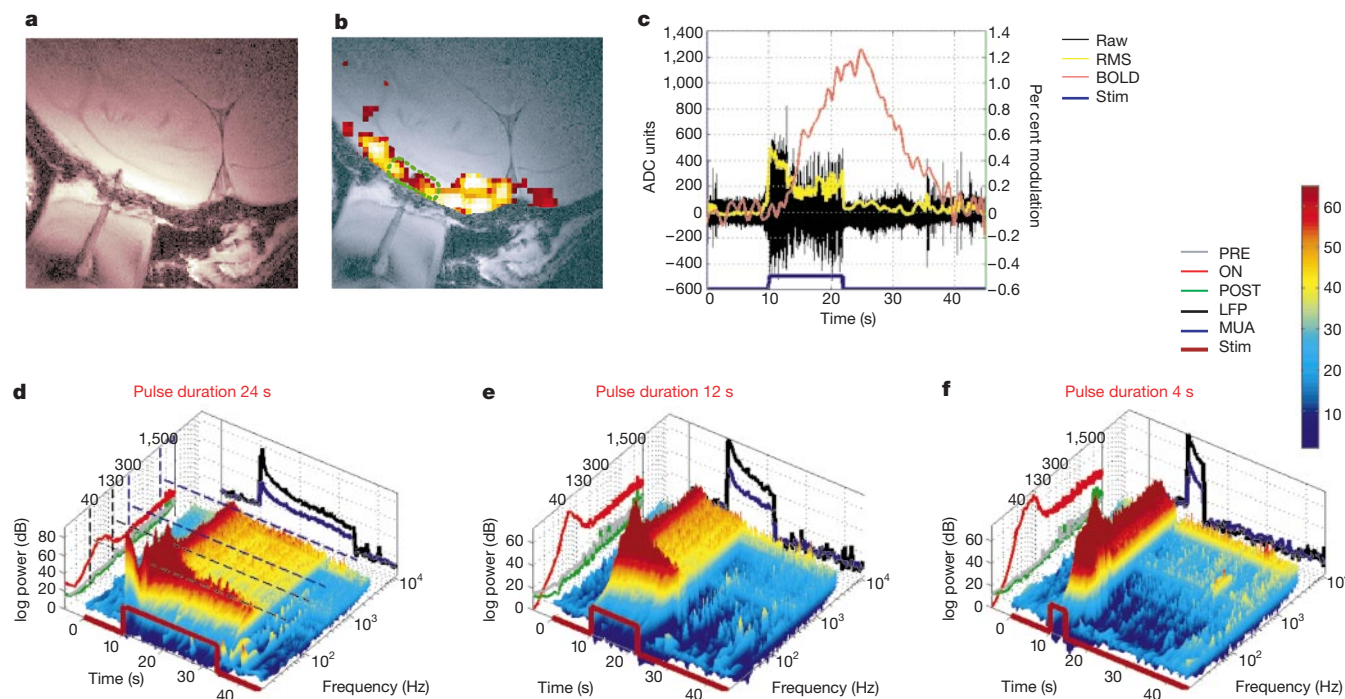 a
b
c
1,400
1,200
1,000
800
600
400
200
0
−200
−400
−600
ADC units
0 10 20 30 40
Time (s)
1.4
1.2
1.0
0.8
0.6
0.4
0.2
0
−0.2
−0.4
−0.6
Per cent modulation
Raw
RMS
BOLD
Stim
PRE
ON
POST
LFP
MUA
Stim
60
50
40
30
20
10
d
Pulse duration 24 s
1,500
300
130
40
80
60
40
20
0
log power (dB)
0
10
20
30
40
Time (s)
10²
10³
10⁴
Frequency (Hz)
e
Pulse duration 12 s
1,500
300
130
40
60
40
20
0
log power (dB)
0
10
20
30
40
Time (s)
10²
10³
10⁴
Frequency (Hz)
f
Pulse duration 4 s
1,500
300
130
40
60
40
20
0
log power (dB)
0
10
20
30
40
Time (s)
10²
10³
Frequency (Hz)